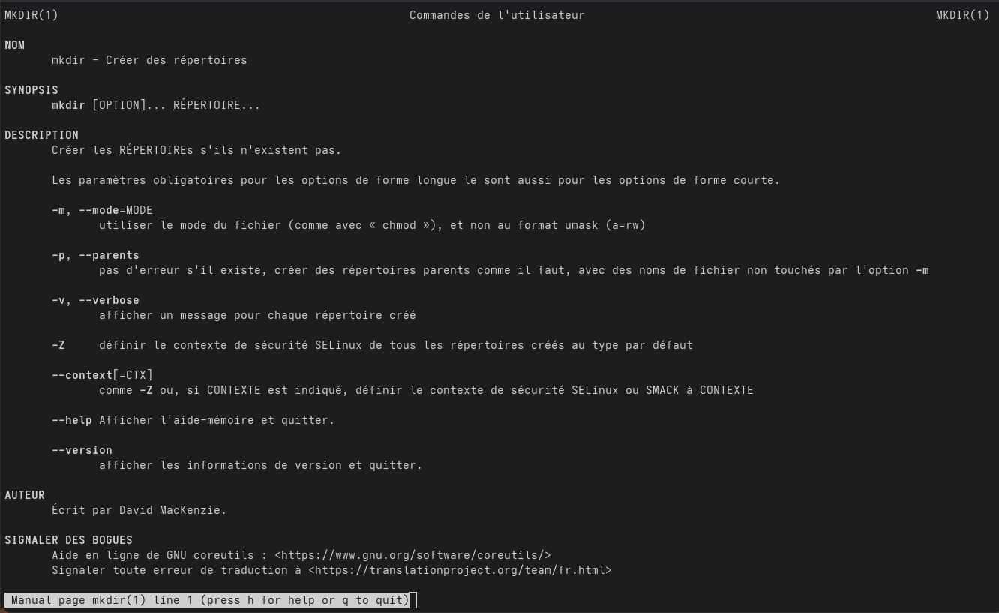 MKDIR(1) Commandes de l'utilisateur MKDIR(1)
NOM
mkdir - Créer des répertoires
SYNOPSIS
mkdir [OPTION]... RÉPERTOIRE...
DESCRIPTION
Créer les RÉPERTOIREs s'ils n'existent pas.
Les paramètres obligatoires pour les options de forme longue le sont aussi pour les options de forme courte.
-m, --mode=MODE
utiliser le mode du fichier (comme avec « chmod »), et non au format umask (a=rw)
-p, --parents
pas d'erreur s'il existe, créer des répertoires parents comme il faut, avec des noms de fichier non touchés par l'option -m
-v, --verbose
afficher un message pour chaque répertoire créé
-Z définir le contexte de sécurité SELinux de tous les répertoires créés au type par défaut
--context[=CTX]
comme -Z ou, si CONTEXTE est indiqué, définir le contexte de sécurité SELinux ou SMACK à CONTEXTE
--help Afficher l'aide-mémoire et quitter.
--version
afficher les informations de version et quitter.
AUTEUR
Écrit par David MacKenzie.
SIGNALER DES BOGUES
Aide en ligne de GNU coreutils : <https://www.gnu.org/software/coreutils/>
Signaler toute erreur de traduction à <https://translationproject.org/team/fr.html>
Manual page mkdir(1) line 1 (press h for help or q to quit)